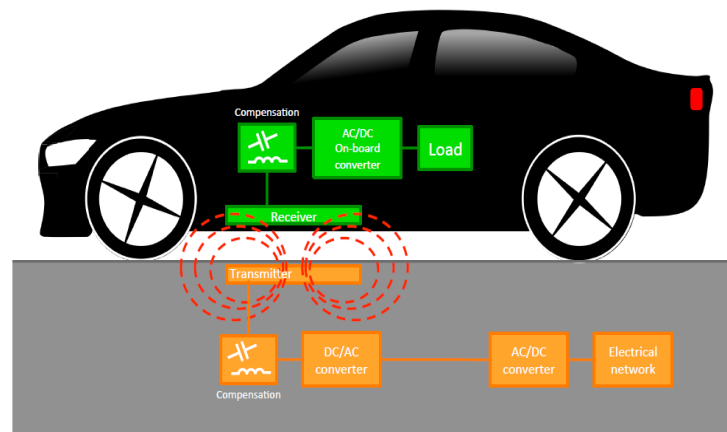 Compensation
AC/DC
On-board
converter
Load
Receiver
Transmitter
DC/AC
converter
AC/DC
converter
Electrical
network
Compensation